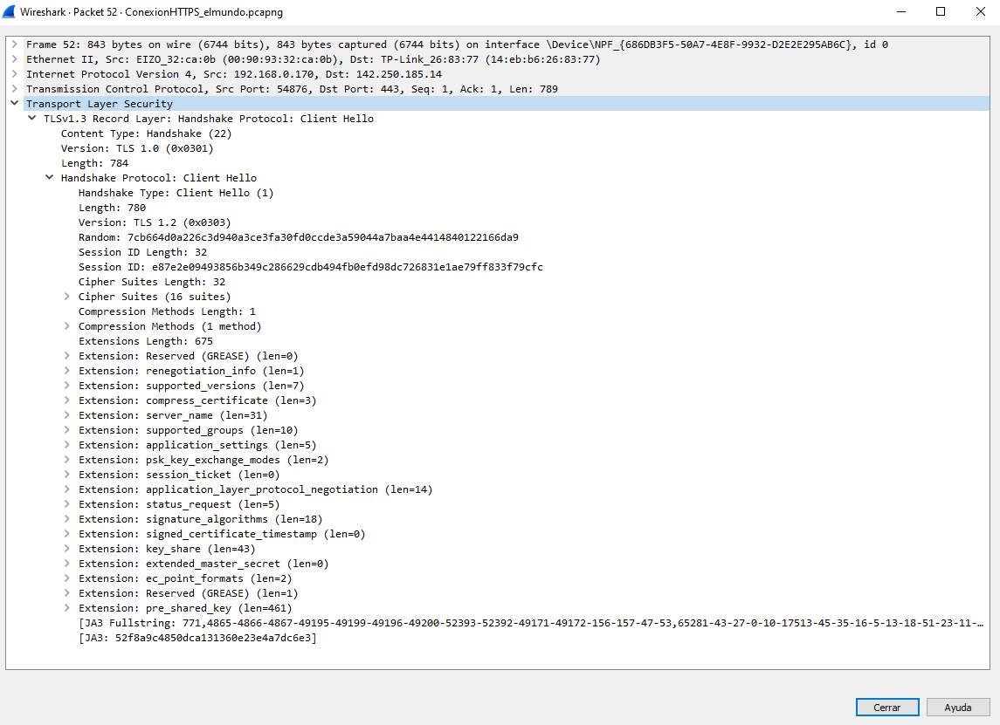 Wireshark · Packet 52 · ConexionHTTPS_elmundo.pcapng
Frame 52: 843 bytes on wire (6744 bits), 843 bytes captured (6744 bits) on interface \Device\NPF_{686DB3F5-50A7-4E8F-9932-D2E2E295AB6C}, id 0
Ethernet II, Src: EIZO_32:ca:0b (00:90:93:32:ca:0b), Dst: TP-Link_26:83:77 (14:eb:b6:26:83:77)
Internet Protocol Version 4, Src: 192.168.0.170, Dst: 142.250.185.14
Transmission Control Protocol, Src Port: 54876, Dst Port: 443, Seq: 1, Ack: 1, Len: 789
Transport Layer Security
TLSv1.3 Record Layer: Handshake Protocol: Client Hello
Content Type: Handshake (22)
Version: TLS 1.0 (0x0301)
Length: 784
Handshake Protocol: Client Hello
Handshake Type: Client Hello (1)
Length: 780
Version: TLS 1.2 (0x0303)
Random: 7cb664d0a226c3d940a3ce3fa30fd0ccde3a59044a7baa4e4414840122166da9
Session ID Length: 32
Session ID: e87e2e09493856b349c286629cdb494fb0efd98dc726831e1ae79ff833f79cfc
Cipher Suites Length: 32
Cipher Suites (16 suites)
Compression Methods Length: 1
Compression Methods (1 method)
Extensions Length: 675
Extension: Reserved (GREASE) (len=0)
Extension: renegotiation_info (len=1)
Extension: supported_versions (len=7)
Extension: compress_certificate (len=3)
Extension: server_name (len=31)
Extension: supported_groups (len=10)
Extension: application_settings (len=5)
Extension: psk_key_exchange_modes (len=2)
Extension: session_ticket (len=0)
Extension: application_layer_protocol_negotiation (len=14)
Extension: status_request (len=5)
Extension: signature_algorithms (len=18)
Extension: signed_certificate_timestamp (len=0)
Extension: key_share (len=43)
Extension: extended_master_secret (len=0)
Extension: ec_point_formats (len=2)
Extension: Reserved (GREASE) (len=1)
Extension: pre_shared_key (len=461)
[JA3 Fullstring: 771,4865-4866-4867-49195-49199-49196-49200-52393-52392-49171-49172-156-157-47-53,65281-43-27-0-10-17513-45-35-16-5-13-18-51-23-11-…
[JA3: 52f8a9c4850dca131360e23e4a7dc6e3]
Cerrar
Ayuda